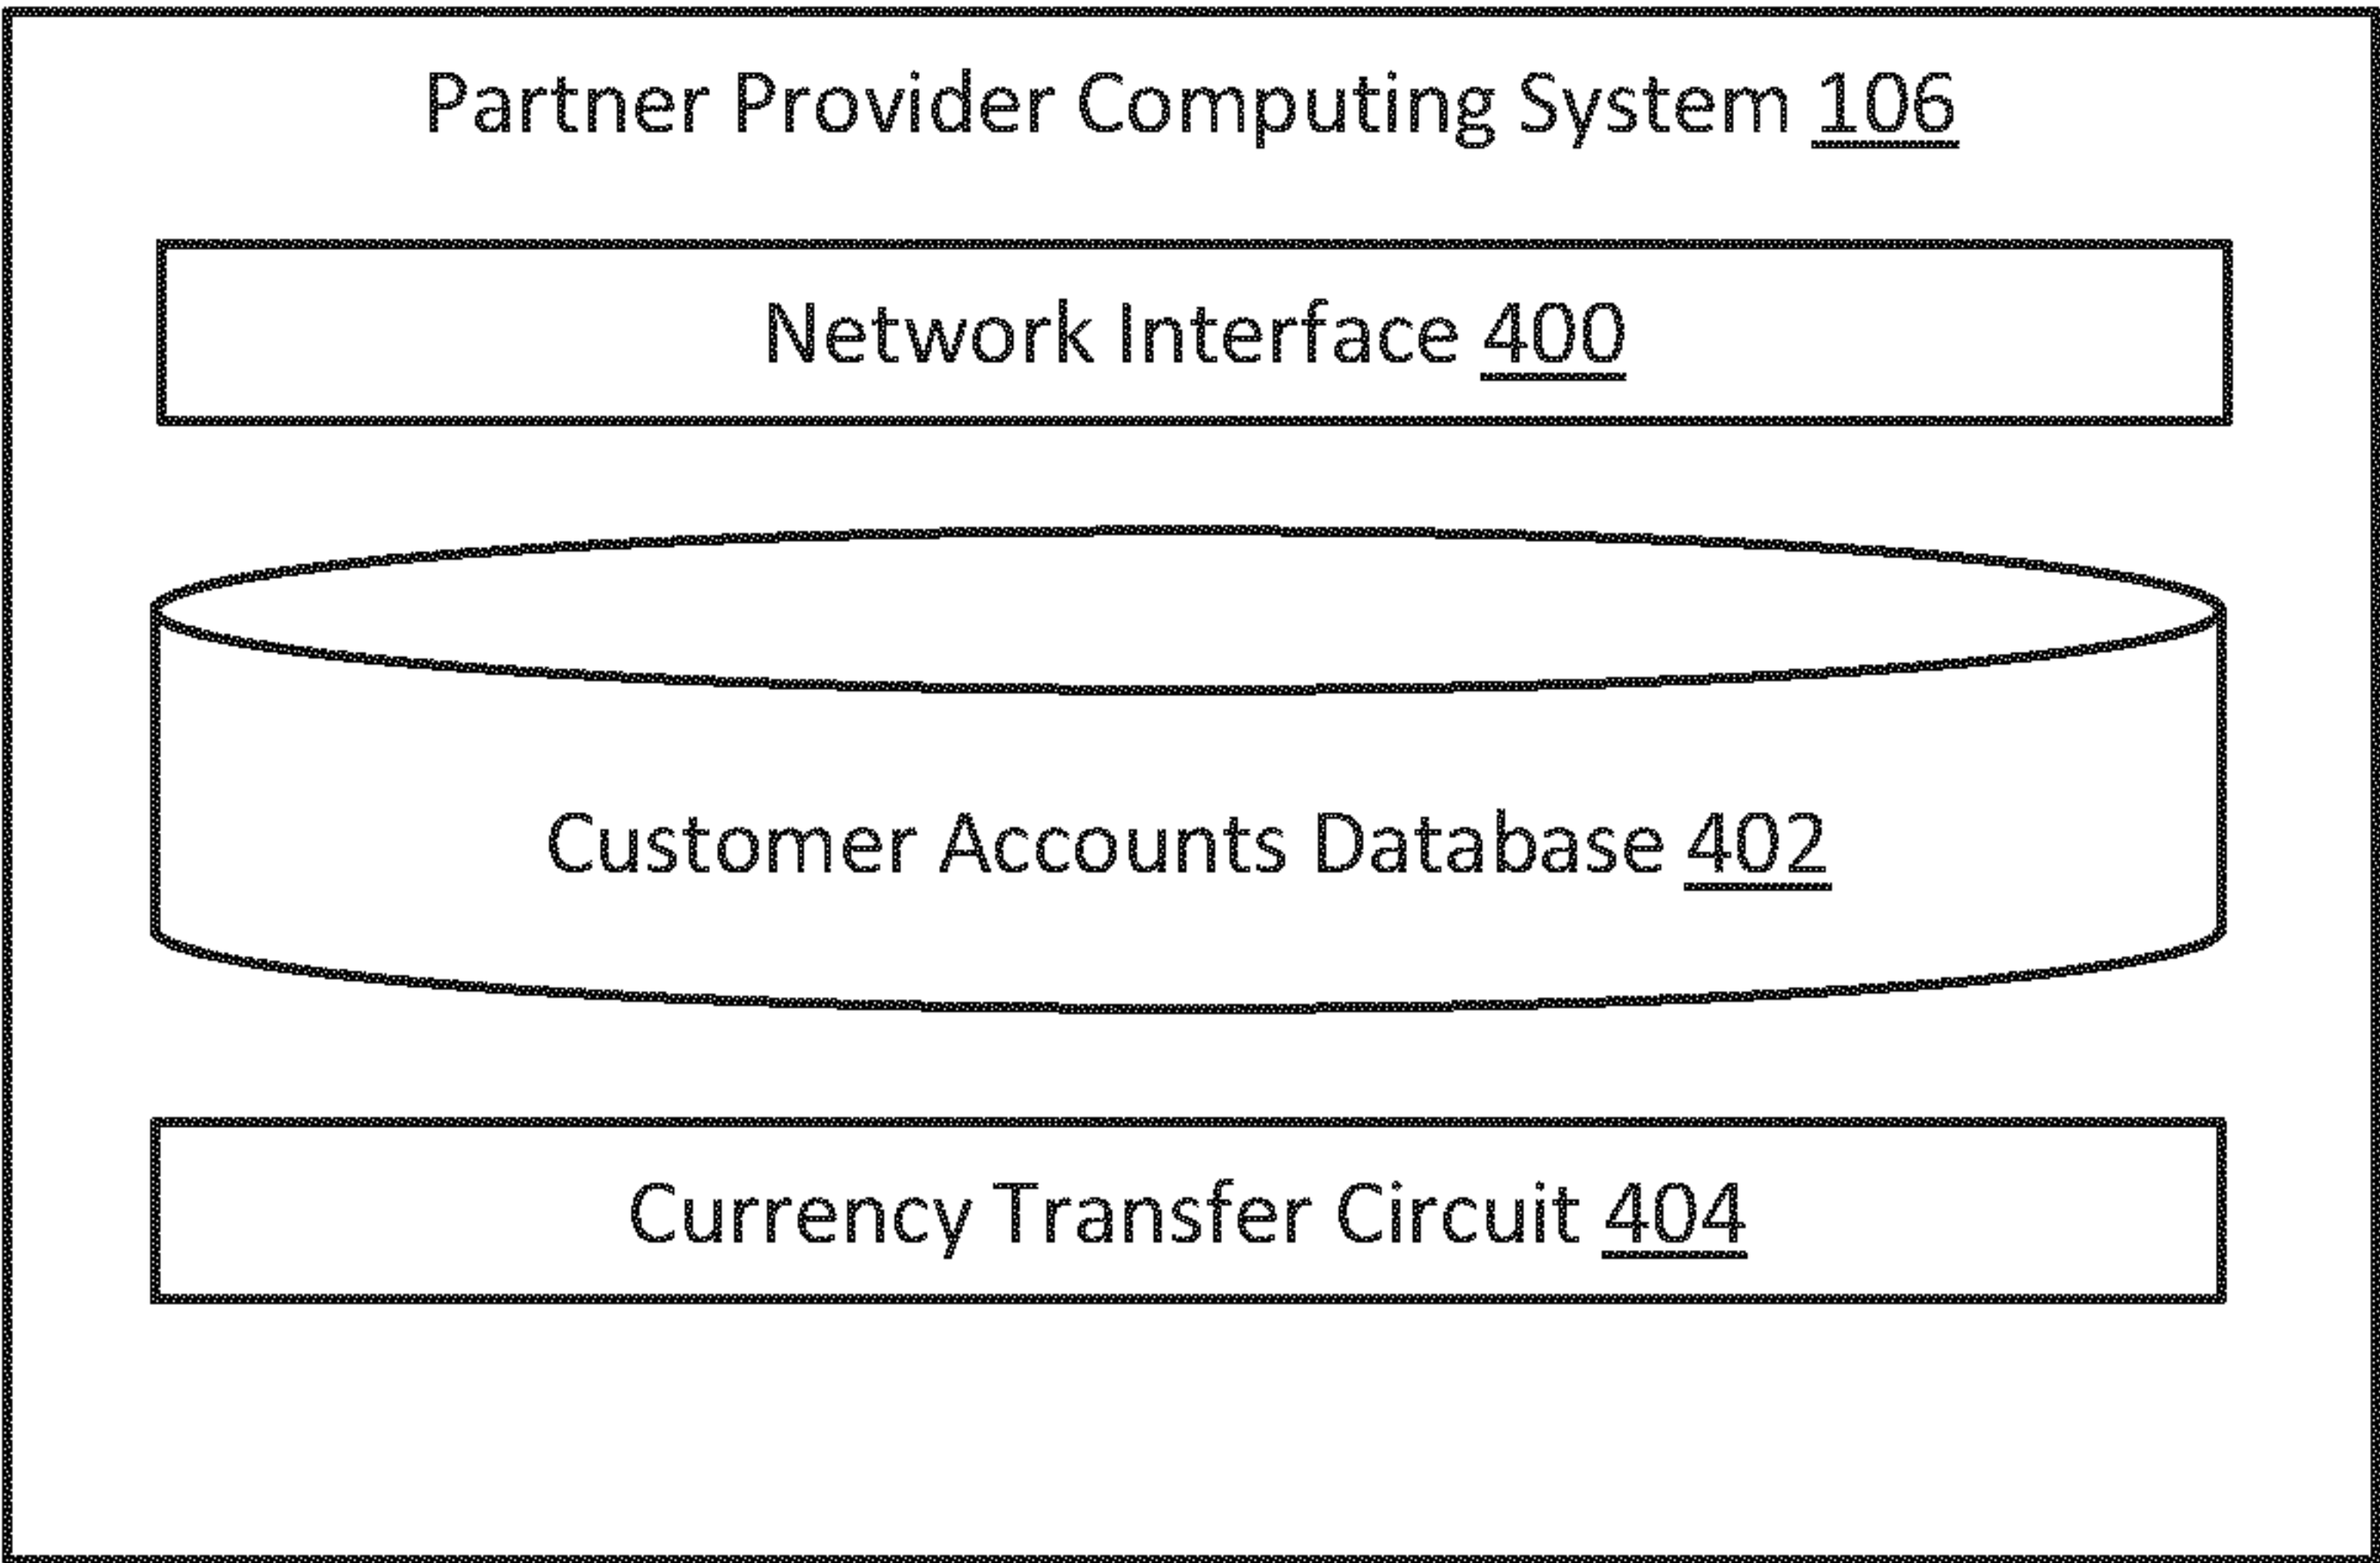 Partner Provider Computing System 106
Network Interface 400
Customer Accounts Database 402
Currency Transfer Circuit 404